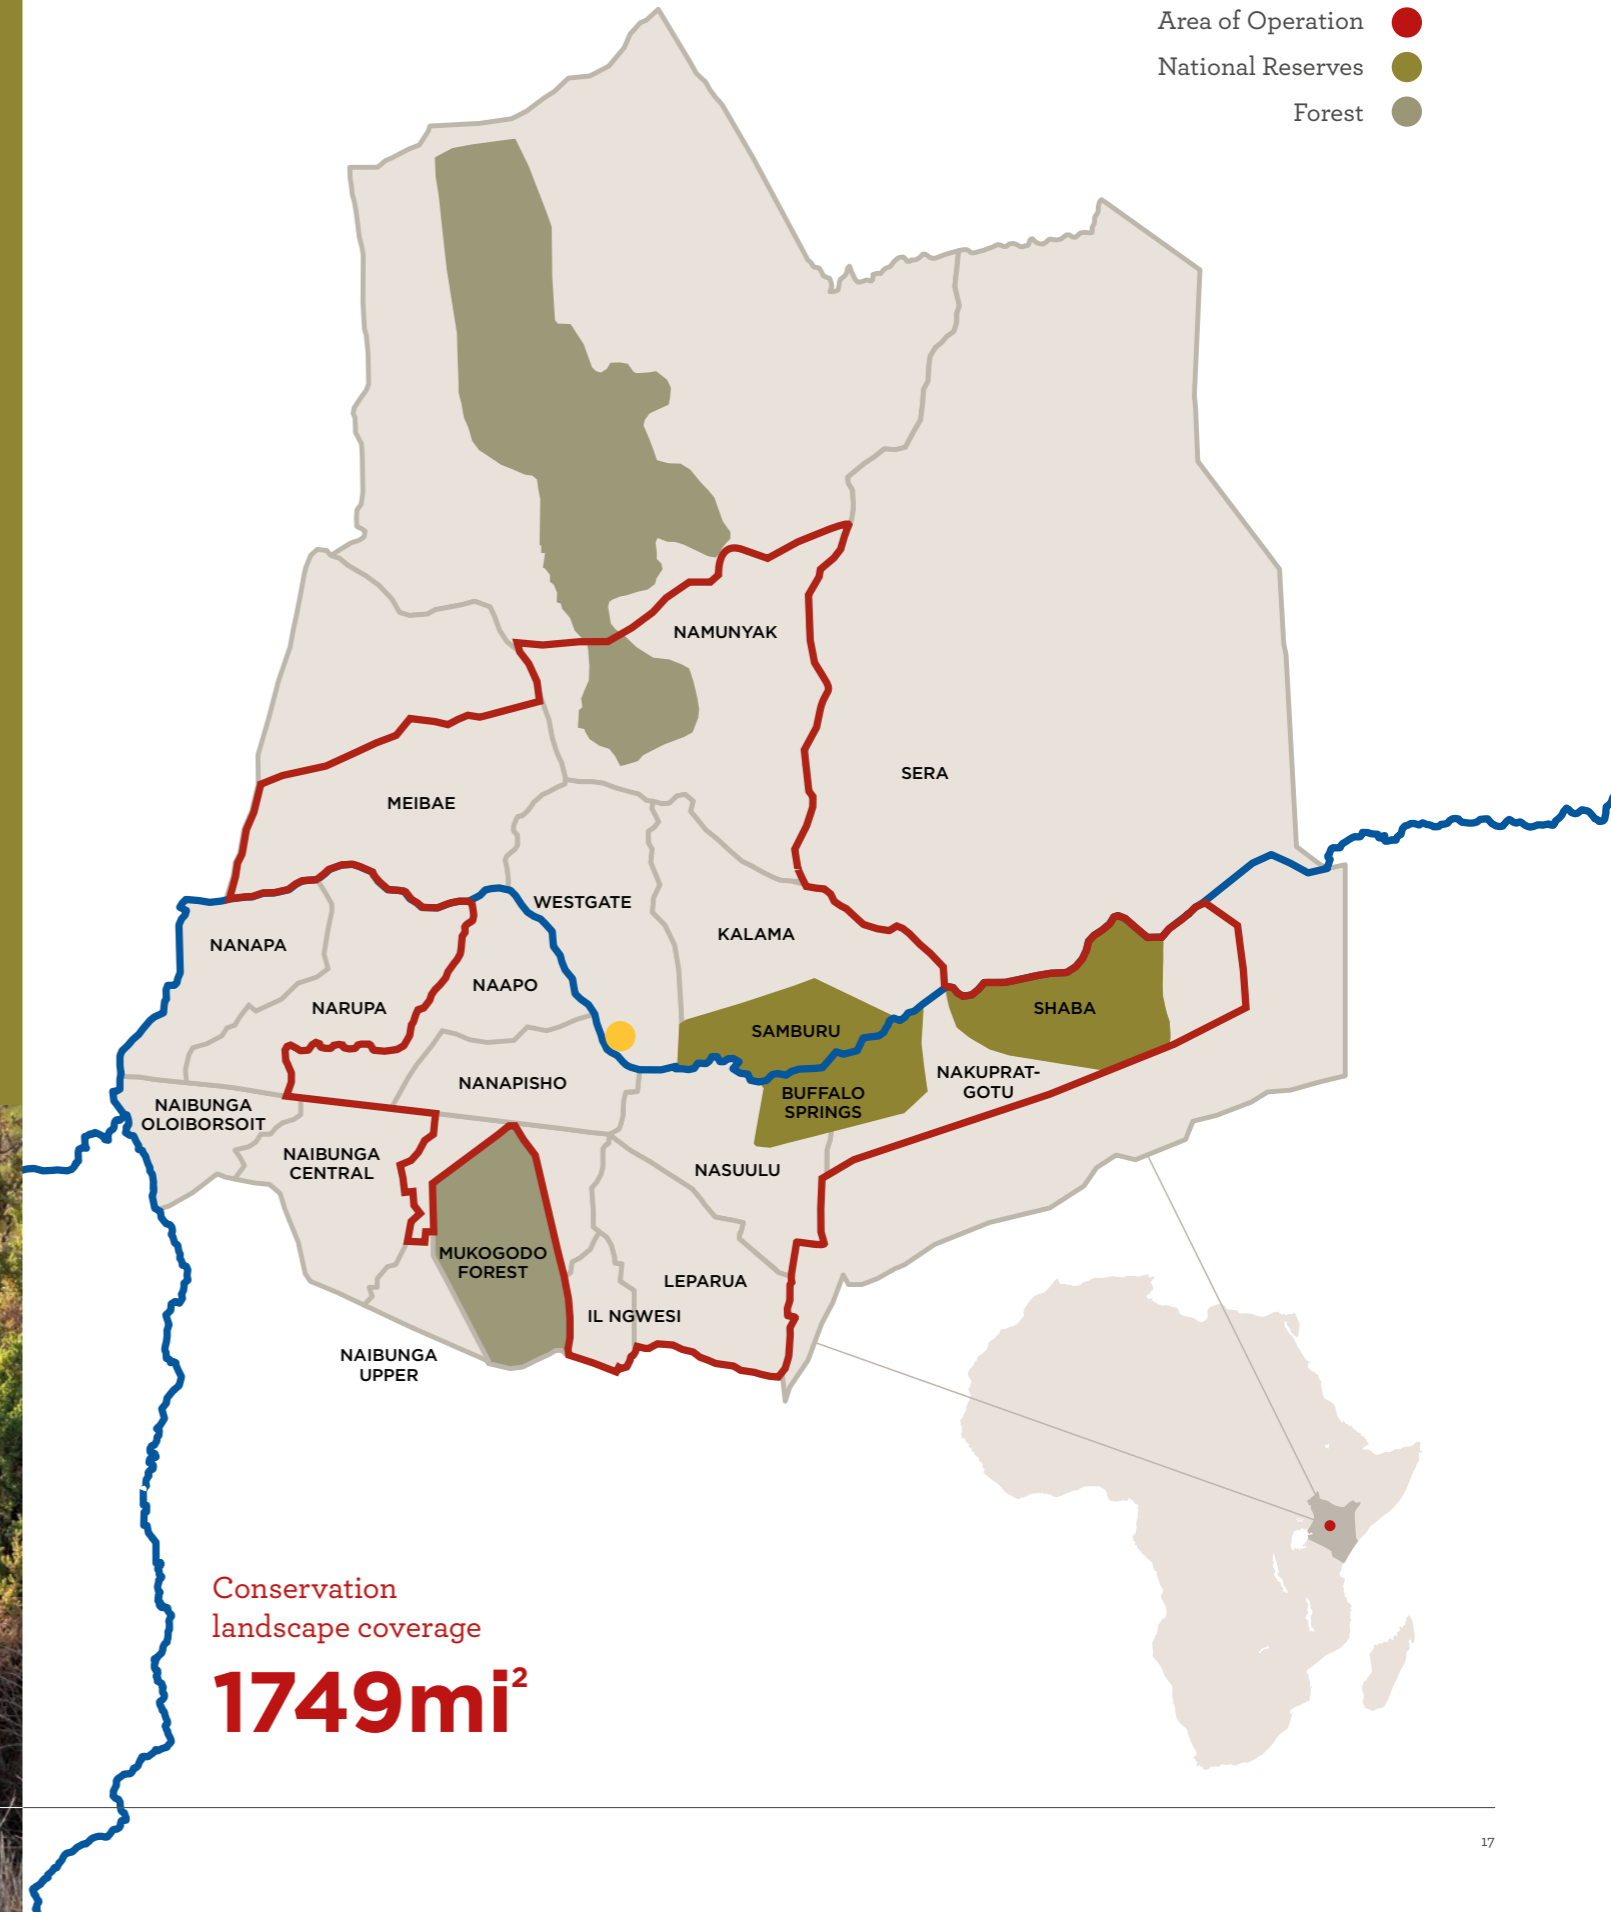 Area of Operation
National Reserves
Forest
NAMUNYAK
SERA
MEIBAE
WESTGATE
KALAMA
NANAPA
NAAPO
NARUPA
SHABA
SAMBURU
NAKUPRAT-
GOTU
NANAPISHO
BUFFALO
SPRINGS
NAIBUNGA
OLOIBORSOIT
NAIBUNGA
CENTRAL
NASUULU
MUKOGODO
FOREST
LEPARUA
IL NGWESI
NAIBUNGA
UPPER
Conservation
landscape coverage
1749mi²
17